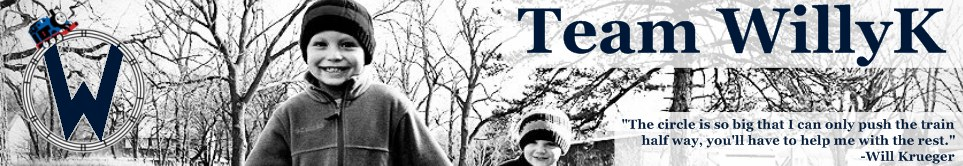 W
Team WillyK
"The circle is so big that I can only push the train
half way, you'll have to help me with the rest."
-Will Krueger